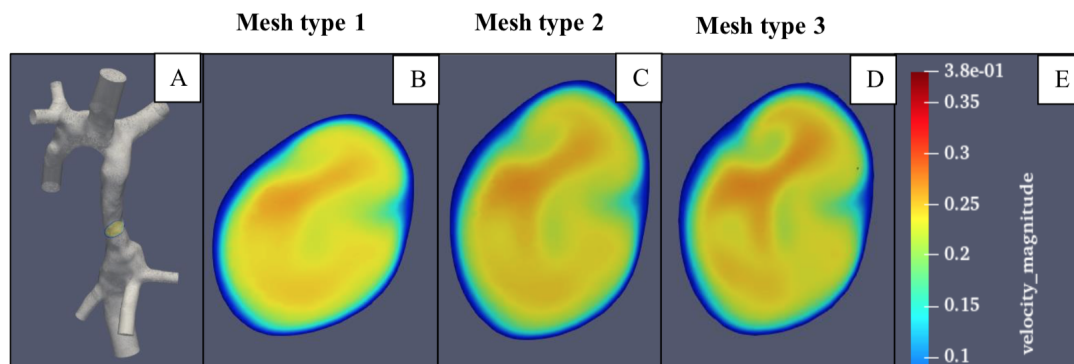 Mesh type 1
Mesh type 2
Mesh type 3
A
B
C
D
E
3.8e-01
0.35
0.3
0.25
0.2
0.15
0.1
velocity_magnitude